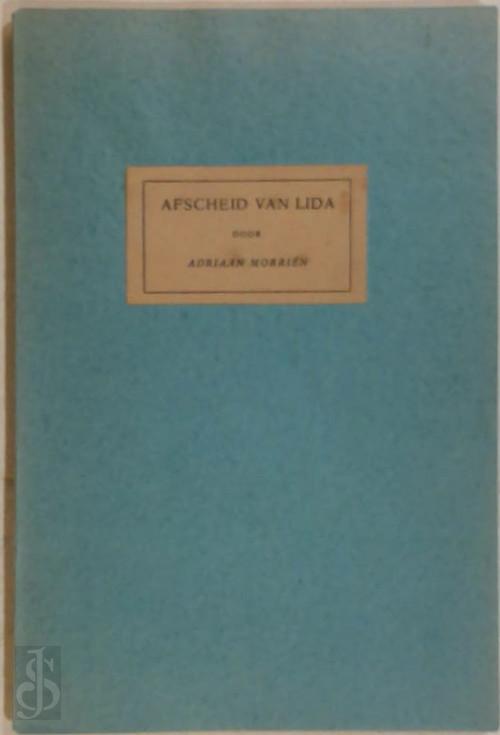 AFSCHEID VAN LIDA
DOOR
ADRIAAN MORRIËN